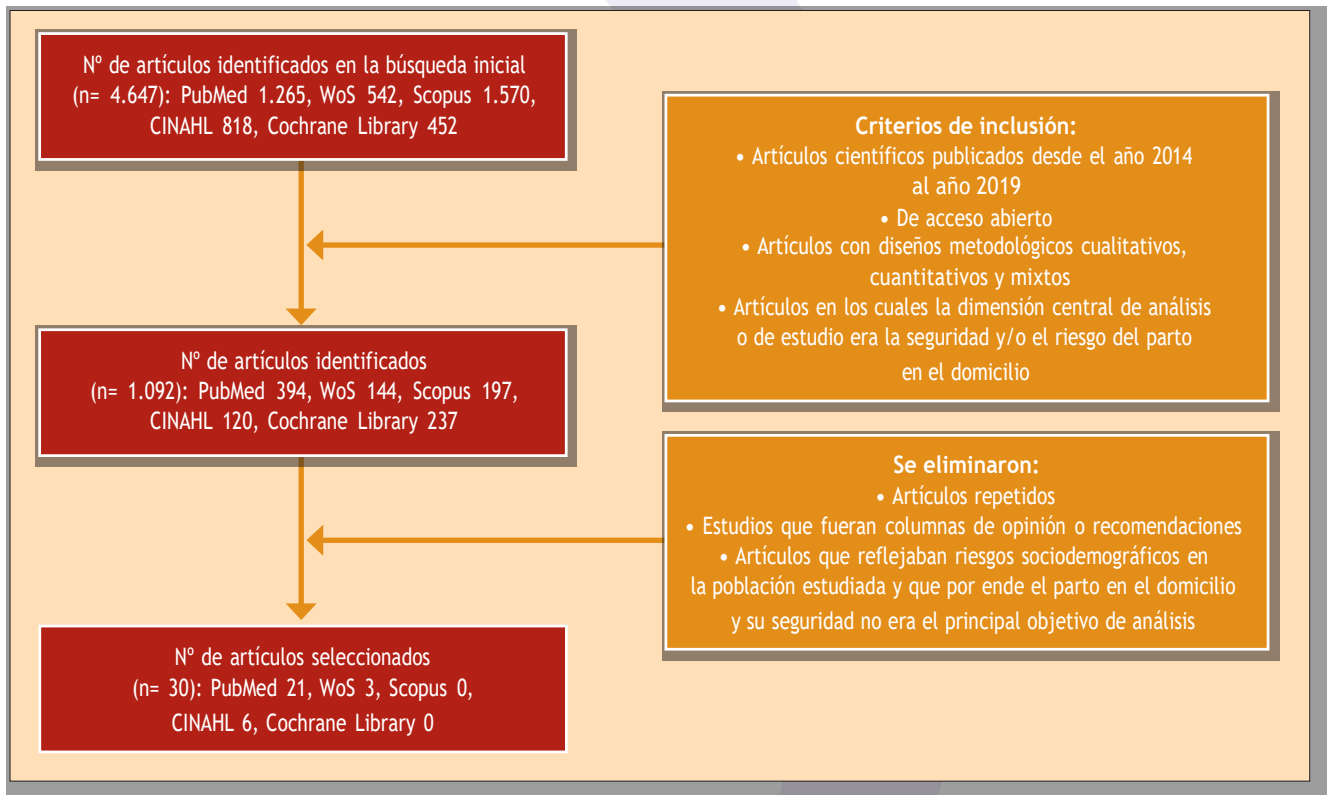 Nº de artículos identificados en la búsqueda inicial
(n= 4.647): PubMed 1.265, WoS 542, Scopus 1.570,
CINAHL 818, Cochrane Library 452
Criterios de inclusión:
• Artículos científicos publicados desde el año 2014
al año 2019
• De acceso abierto
• Artículos con diseños metodológicos cualitativos,
cuantitativos y mixtos
• Artículos en los cuales la dimensión central de análisis
o de estudio era la seguridad y/o el riesgo del parto
en el domicilio
Nº de artículos identificados
(n= 1.092): PubMed 394, WoS 144, Scopus 197,
CINAHL 120, Cochrane Library 237
Se eliminaron:
• Artículos repetidos
• Estudios que fueran columnas de opinión o recomendaciones
• Artículos que reflejaban riesgos sociodemográficos en
la población estudiada y que por ende el parto en el domicilio
y su seguridad no era el principal objetivo de análisis
Nº de artículos seleccionados
(n= 30): PubMed 21, WoS 3, Scopus 0,
CINAHL 6, Cochrane Library 0